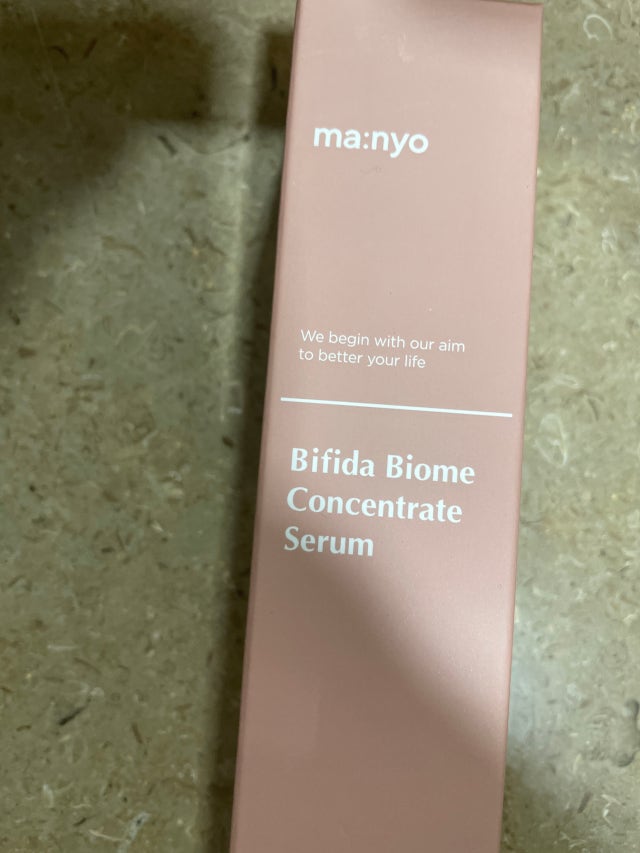 ma:nyo
We begin with our aim
to better your life
Bifida Biome
Concentrate
Serum